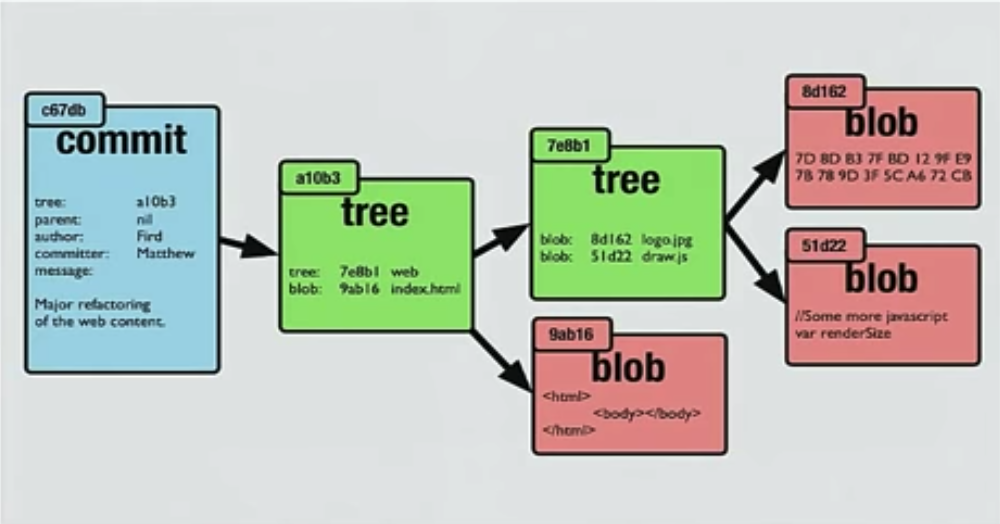 c67db
commit
tree: a10b3
parent: nil
author: Fird
committer: Matthew
message:
Major refactoring
of the web content.
a10b3
tree
tree: 7e8b1 web
blob: 9ab16 index.html
7e8b1
tree
blob: 8d162 logo.jpg
blob: 51d22 draw.js
9ab16
blob
<html>
<body></body>
</html>
8d162
blob
7D 8D B3 7F BD 12 9F E9
7B 78 9D 3F 5C A6 72 CB
51d22
blob
//Some more javascript
var renderSize